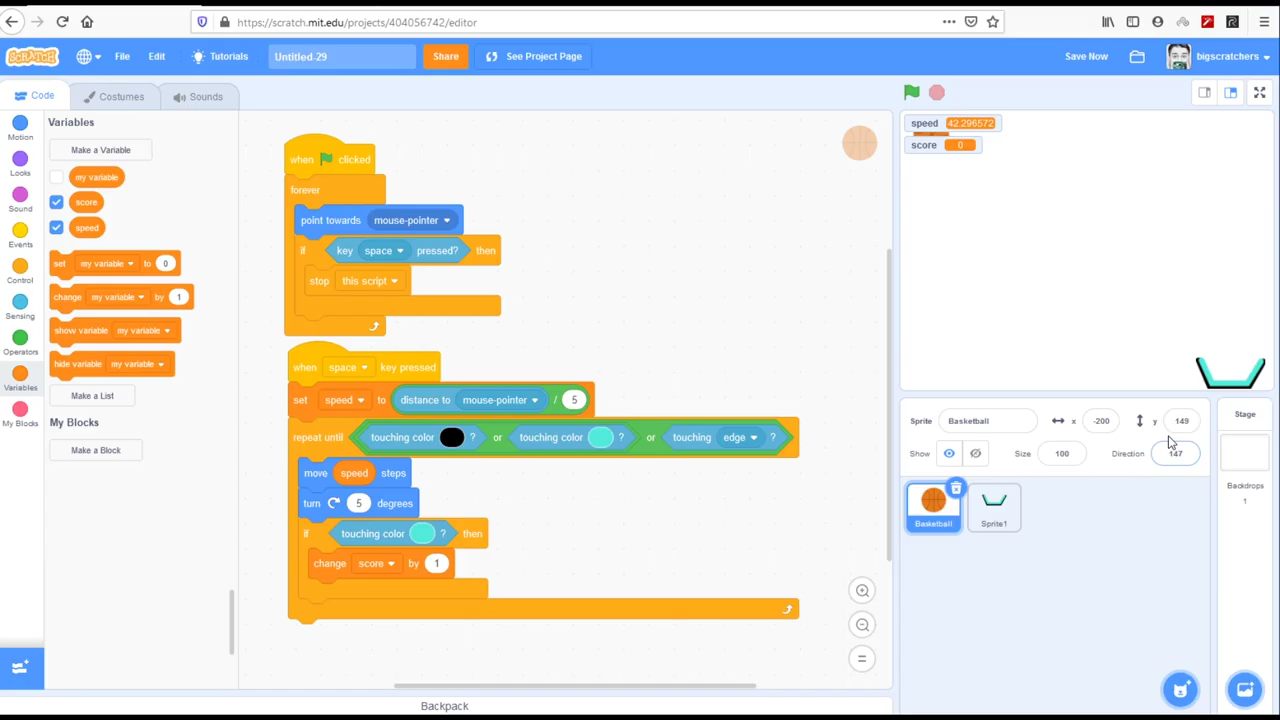 https://scratch.mit.edu/projects/404056742/editor
SCRATCH
File
Edit
Tutorials
Untitled-29
Share
See Project Page
Save Now
bigscratchers
Code
Costumes
Sounds
Motion
Looks
Sound
Events
Control
Sensing
Operators
Variables
My Blocks
Variables
Make a Variable
my variable
score
speed
set my variable to 0
change my variable by 1
show variable my variable
hide variable my variable
Make a List
My Blocks
Make a Block
when clicked
forever
point towards mouse-pointer
if key space pressed? then
stop this script
when space key pressed
set speed to distance to mouse-pointer / 5
repeat until touching color ? or touching color ? or touching edge ?
move speed steps
turn 5 degrees
if touching color ? then
change score by 1
Backpack
speed 42.296572
score 0
Sprite Basketball x -200 y 149
Show Size 100 Direction 147
Basketball
Sprite1
Stage
Backdrops
1